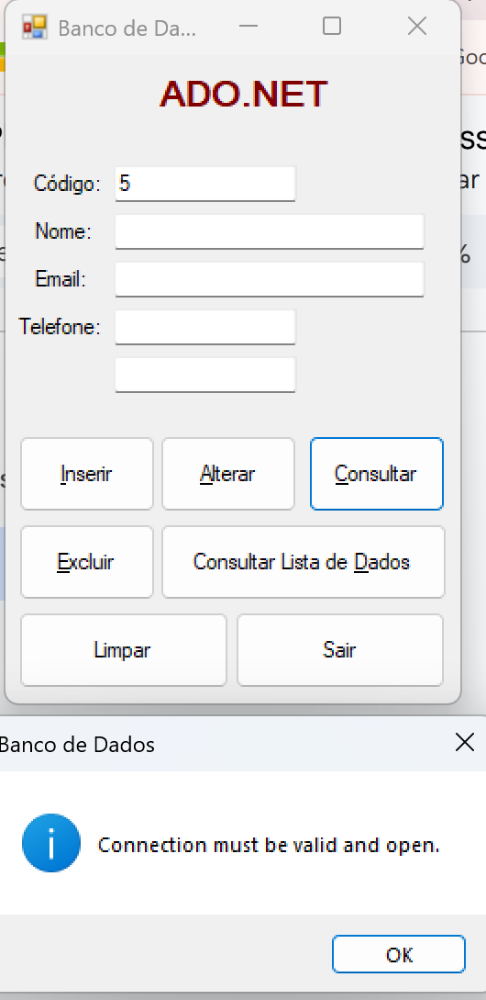 Banco de Da...
ADO.NET
Código: 5
Nome:
Email:
Telefone:
Inserir
Alterar
Consultar
Excluir
Consultar Lista de Dados
Limpar
Sair
Banco de Dados
Connection must be valid and open.
OK